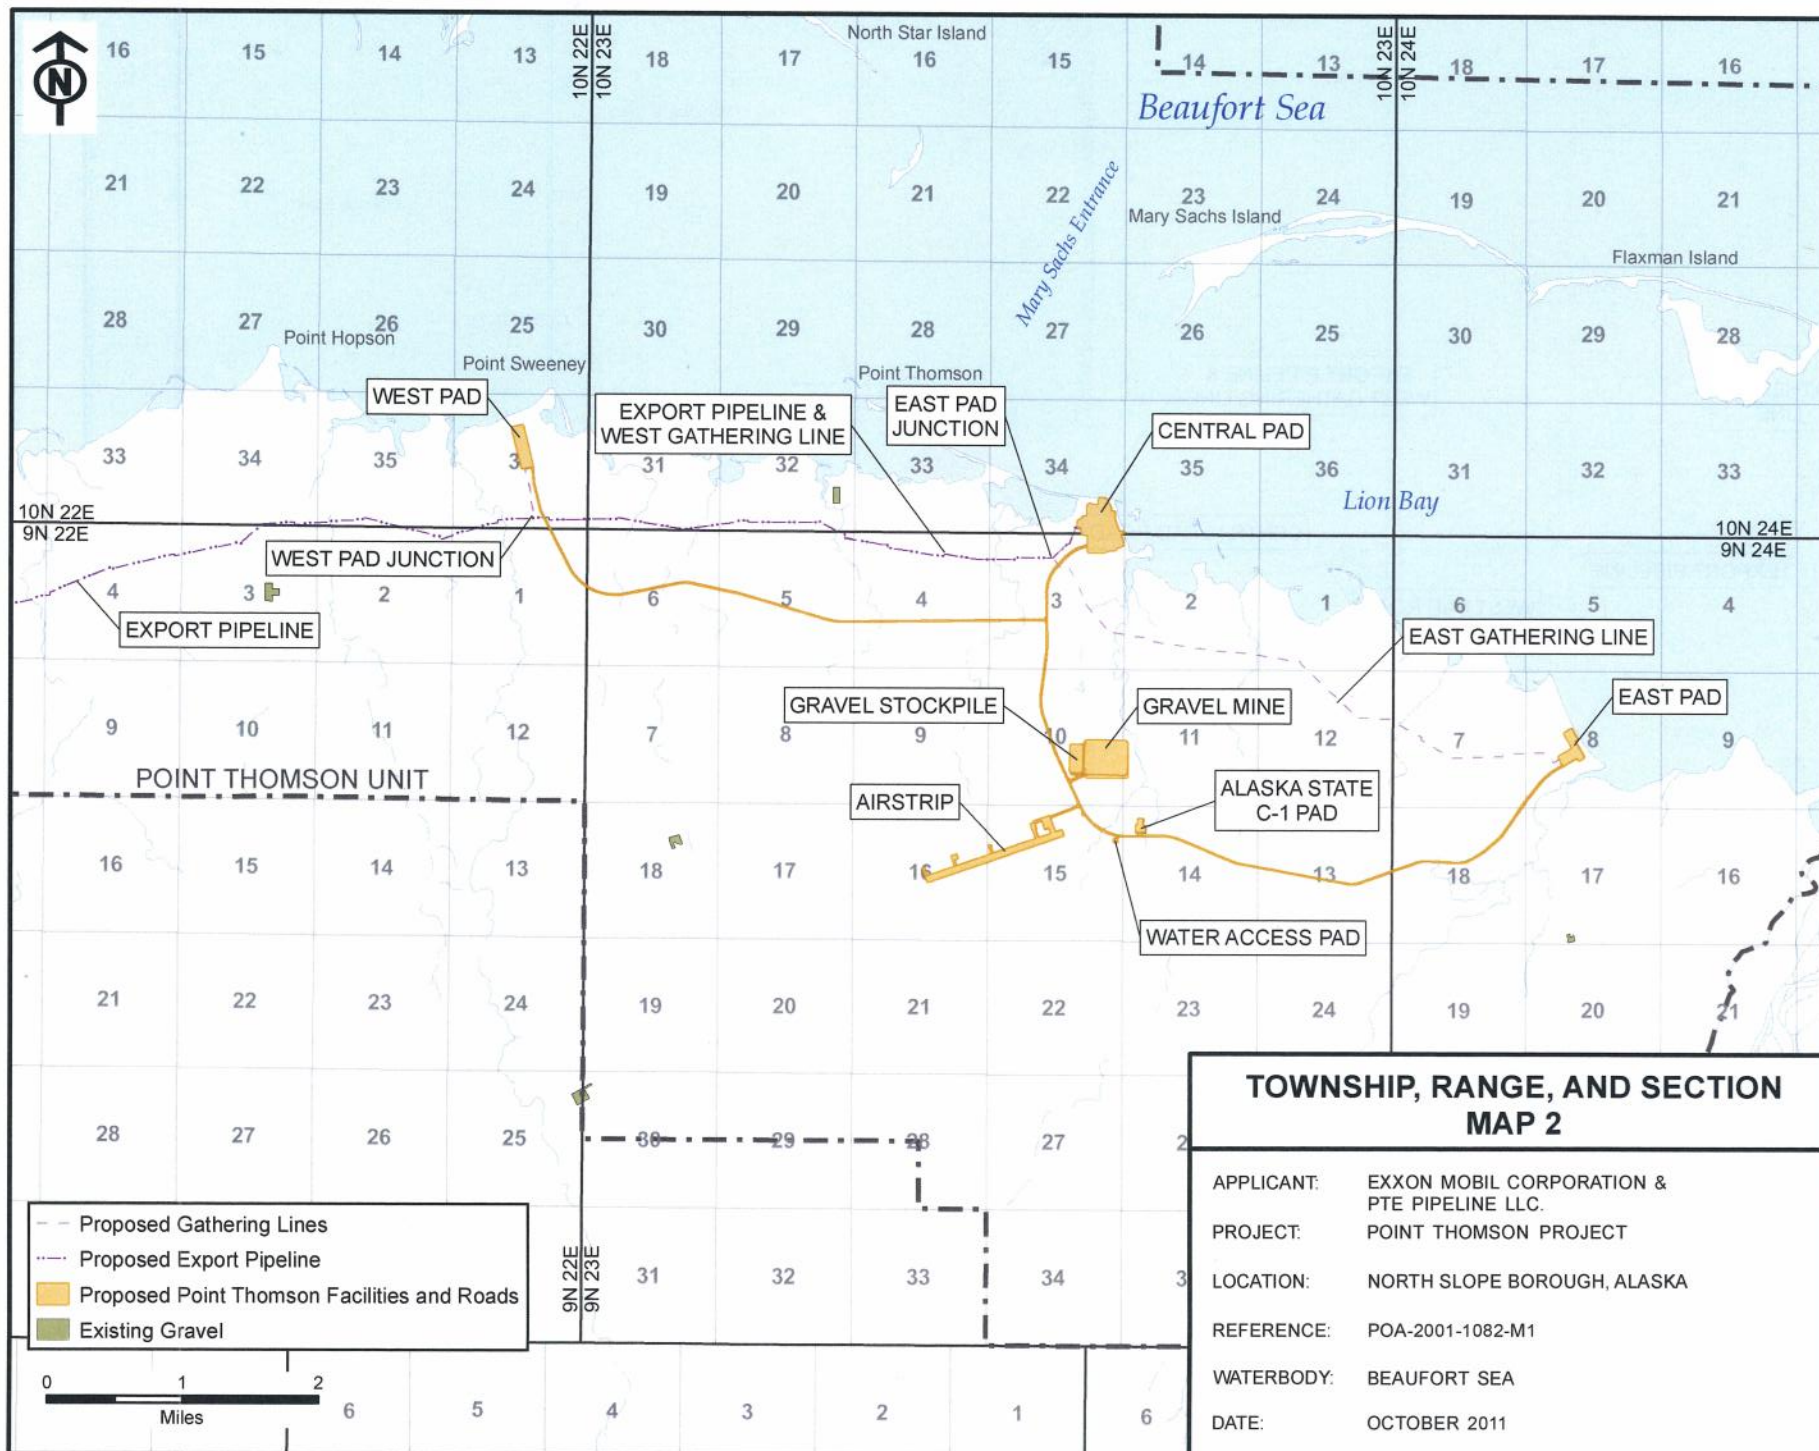 N
16 15 14 13 18 17 16 15 14 13 18 17 16
North Star Island
10N 22E
10N 23E
10N 23E
10N 24E
Beaufort Sea
21 22 23 24 19 20 21 22 23 24 19 20 21
Mary Sachs Entrance
Mary Sachs Island
Flaxman Island
28 27 26 25 30 29 28 27 26 25 30 29 28
Point Hopson
Point Sweeney
Point Thomson
WEST PAD
EXPORT PIPELINE &
WEST GATHERING LINE
EAST PAD
JUNCTION
CENTRAL PAD
33 34 35 31 32 33 34 35 36 31 32 33
Lion Bay
10N 22E
9N 22E
10N 24E
9N 24E
WEST PAD JUNCTION
4 3 2 1 6 5 4 3 2 1 6 5 4
EXPORT PIPELINE
EAST GATHERING LINE
GRAVEL STOCKPILE
GRAVEL MINE
EAST PAD
9 10 11 12 7 8 9 10 11 12 7 8 9
POINT THOMSON UNIT
AIRSTRIP
ALASKA STATE
C-1 PAD
16 15 14 13 18 17 16 15 14 13 18 17 16
WATER ACCESS PAD
21 22 23 24 19 20 21 22 23 24 19 20 21
28 27 26 25 30 29 28 27
31 32 33 34
9N 22E
9N 23E
6 5 4 3 2 1 6
Proposed Gathering Lines
Proposed Export Pipeline
Proposed Point Thomson Facilities and Roads
Existing Gravel
0 1 2
Miles
TOWNSHIP, RANGE, AND SECTION
MAP 2
APPLICANT: EXXON MOBIL CORPORATION &
PTE PIPELINE LLC.
PROJECT: POINT THOMSON PROJECT
LOCATION: NORTH SLOPE BOROUGH, ALASKA
REFERENCE: POA-2001-1082-M1
WATERBODY: BEAUFORT SEA
DATE: OCTOBER 2011